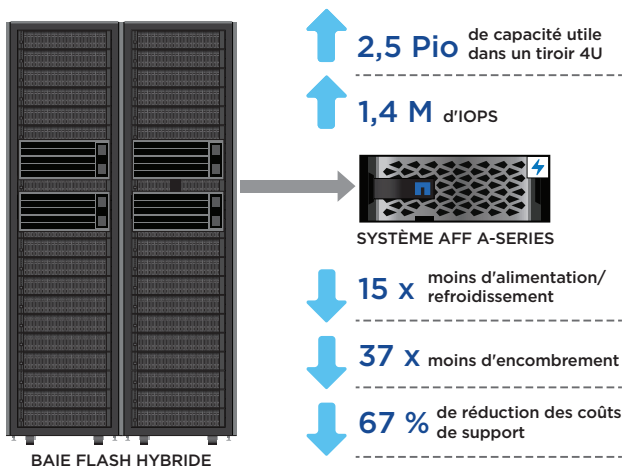 2,5 Pio de capacité utile
dans un tiroir 4U
1,4 M d'IOPS
SYSTÈME AFF A-SERIES
15 x moins d'alimentation/
refroidissement
37 x moins d'encombrement
67 % de réduction des coûts
de support
BAIE FLASH HYBRIDE